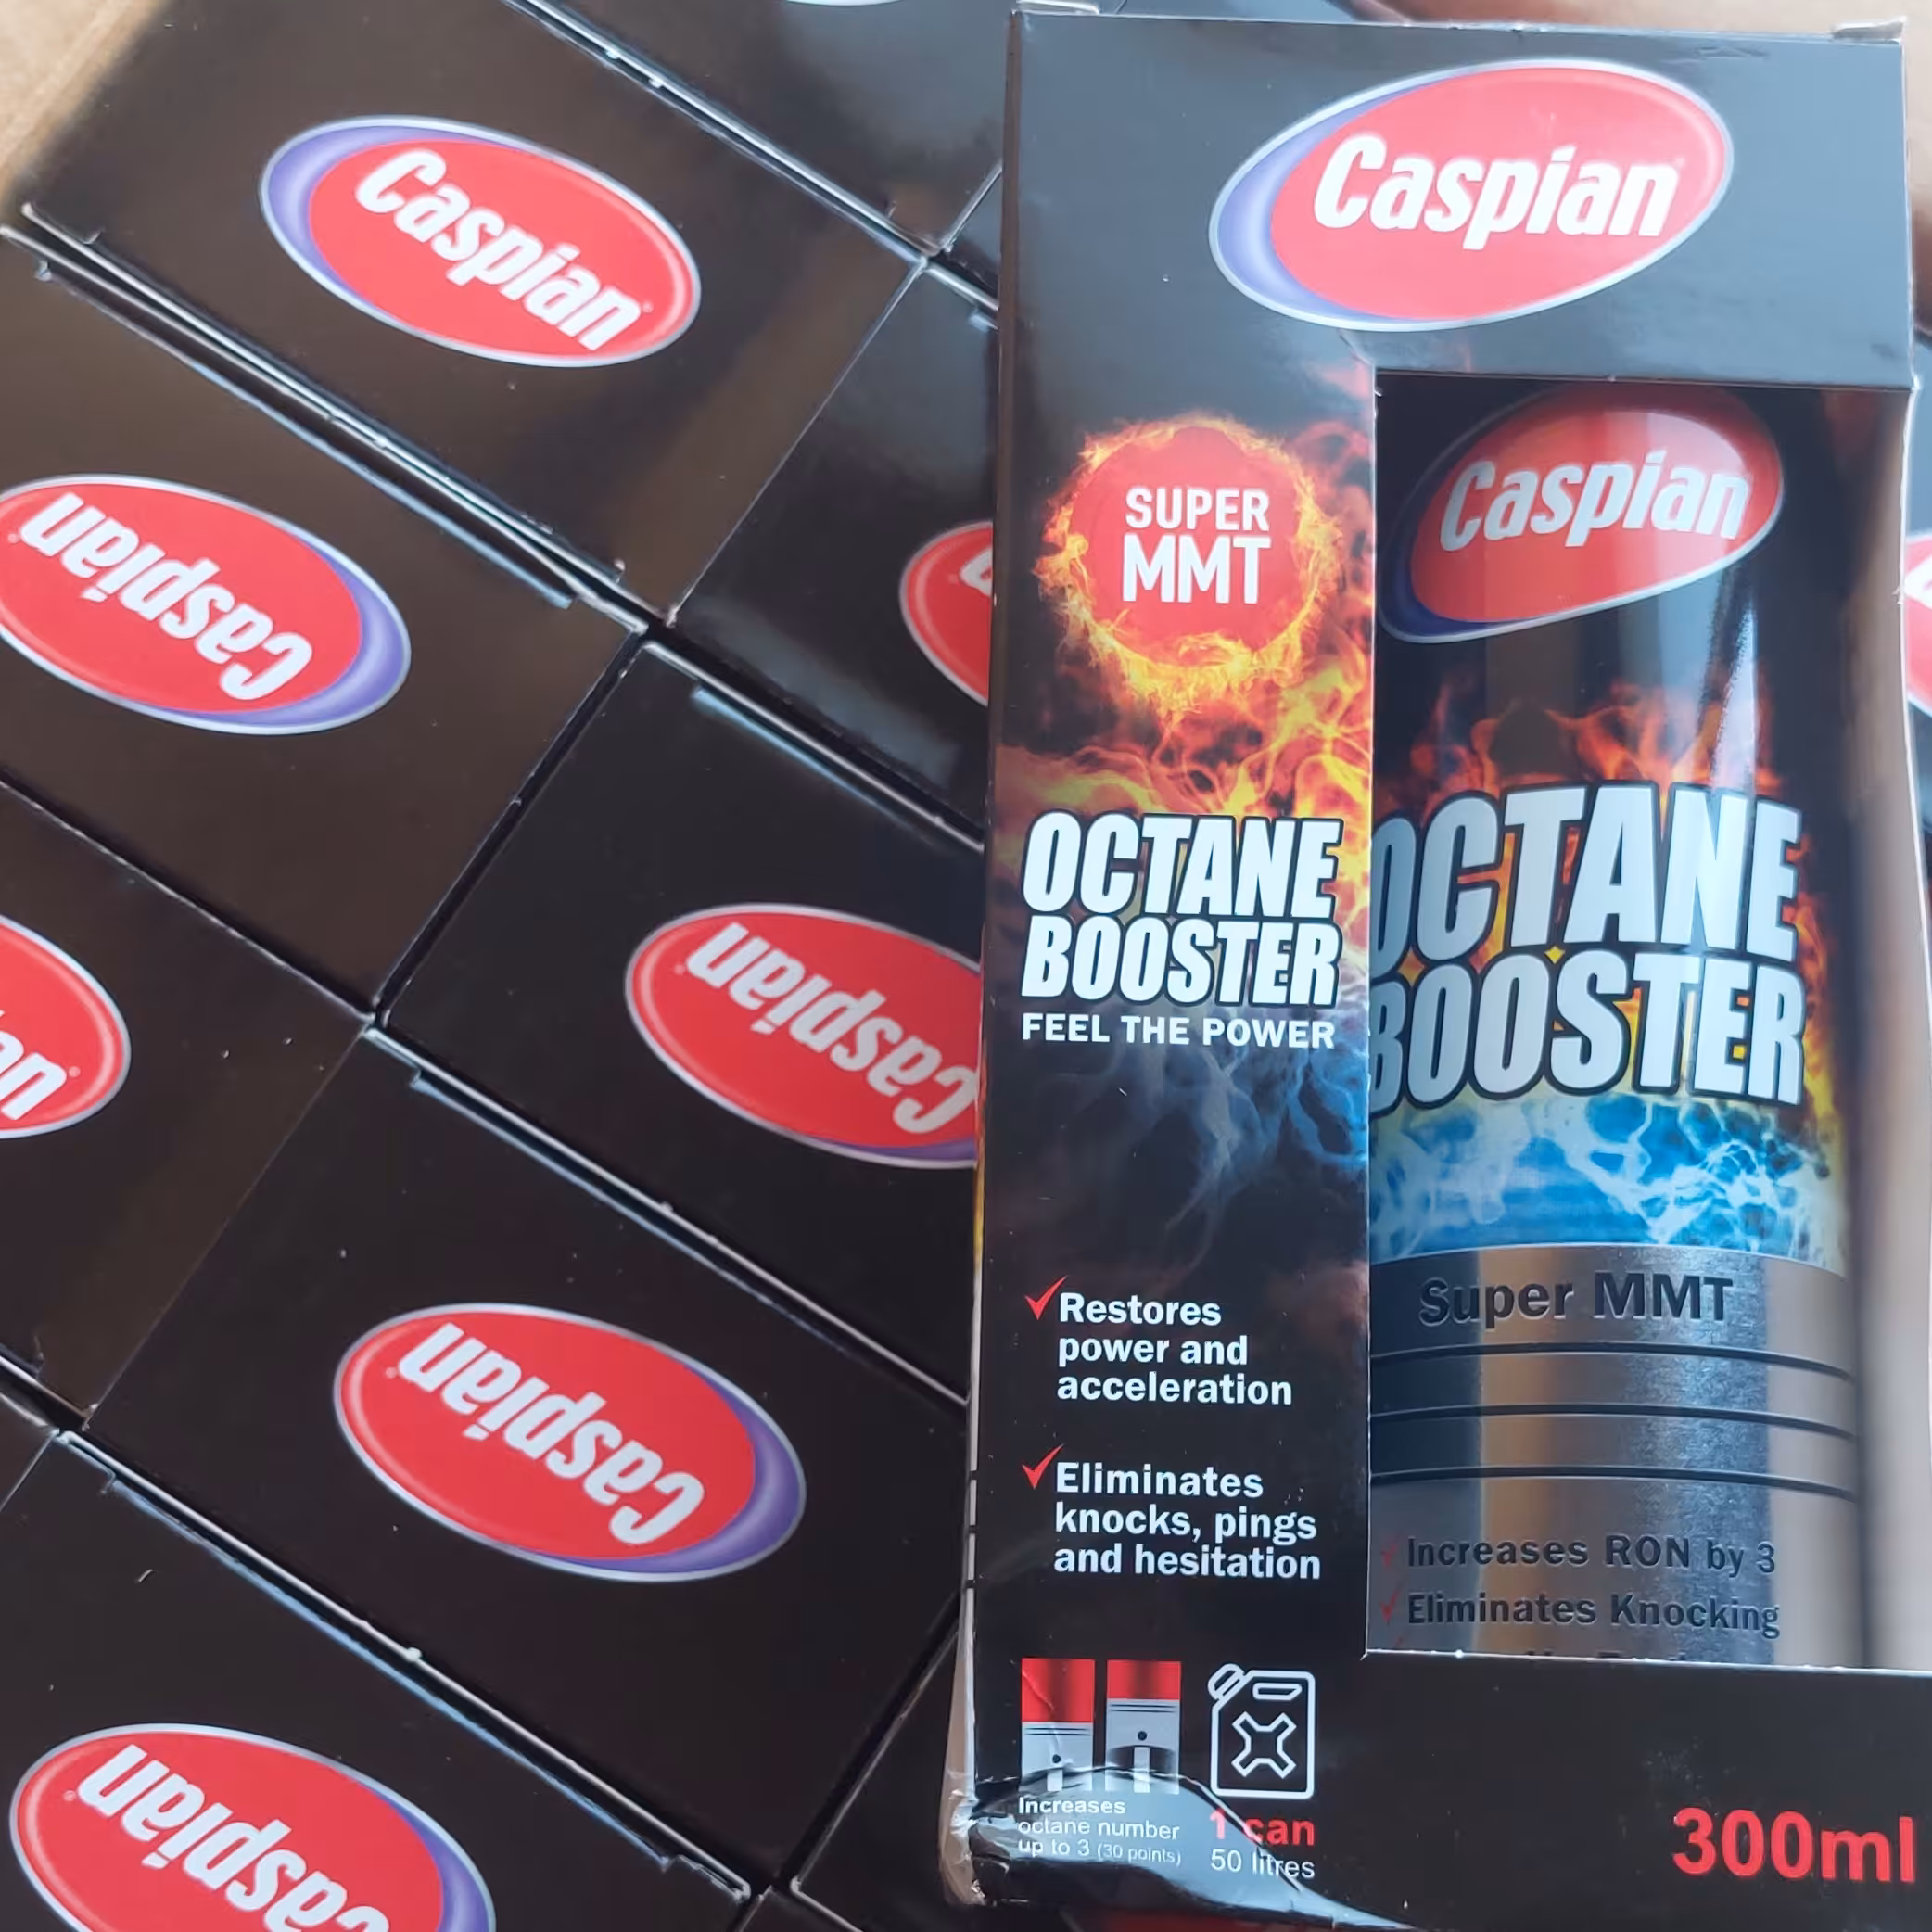 Caspian
Caspian
SUPER
MMT
OCTANE
BOOSTER
FEEL THE POWER
Restores
power and
acceleration
Eliminates
knocks, pings
and hesitation
Increases
octane number
up to 3 (30 points)
1 can
50 litres
Caspian
OCTANE
BOOSTER
Super MMT
Increases RON by 3
Eliminates Knocking
300ml
Caspian
Caspian
Caspian
Caspian